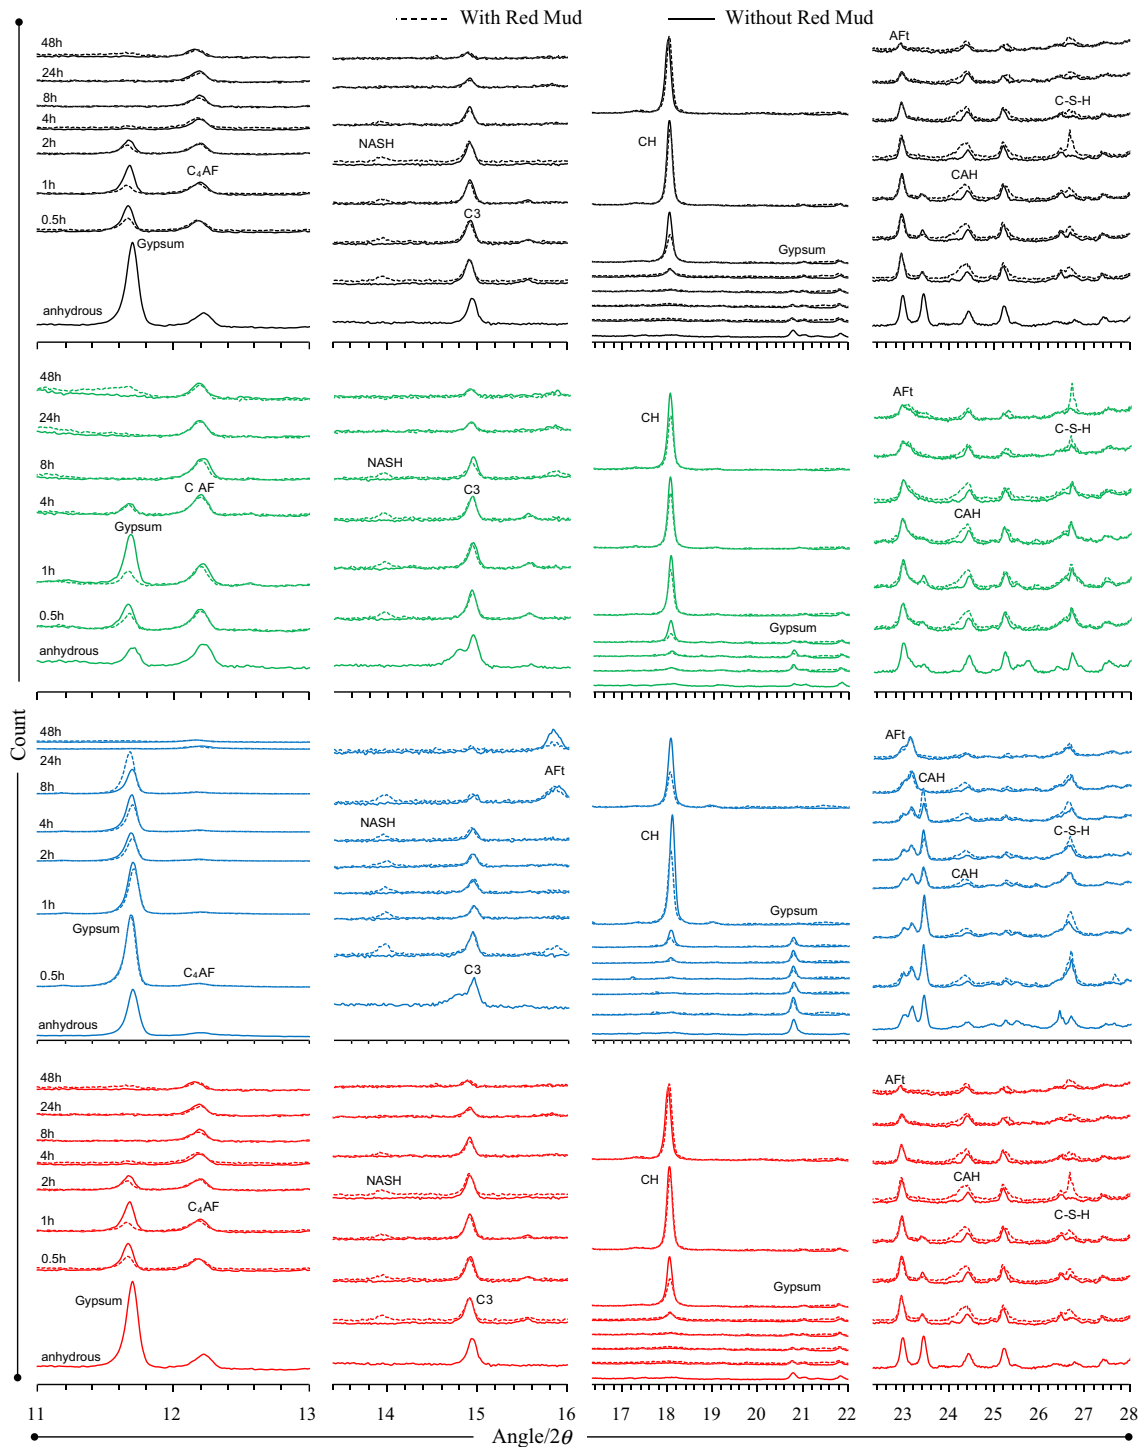 With Red Mud
Without Red Mud
48h
24h
8h
4h
2h
1h
0.5h
anhydrous
C₄AF
Gypsum
NASH
C3
CH
Gypsum
AFt
C-S-H
CAH
48h
24h
8h
4h
1h
0.5h
anhydrous
C AF
Gypsum
NASH
C3
CH
Gypsum
AFt
C-S-H
CAH
Count
48h
24h
8h
4h
2h
1h
0.5h
anhydrous
Gypsum
C₄AF
AFt
NASH
C3
CH
Gypsum
AFt
CAH
C-S-H
CAH
48h
24h
8h
4h
2h
1h
0.5h
anhydrous
C₄AF
Gypsum
NASH
C3
CH
Gypsum
AFt
CAH
C-S-H
11 12 13 14 15 16 17 18 19 20 21 22 23 24 25 26 27 28
Angle/2θ